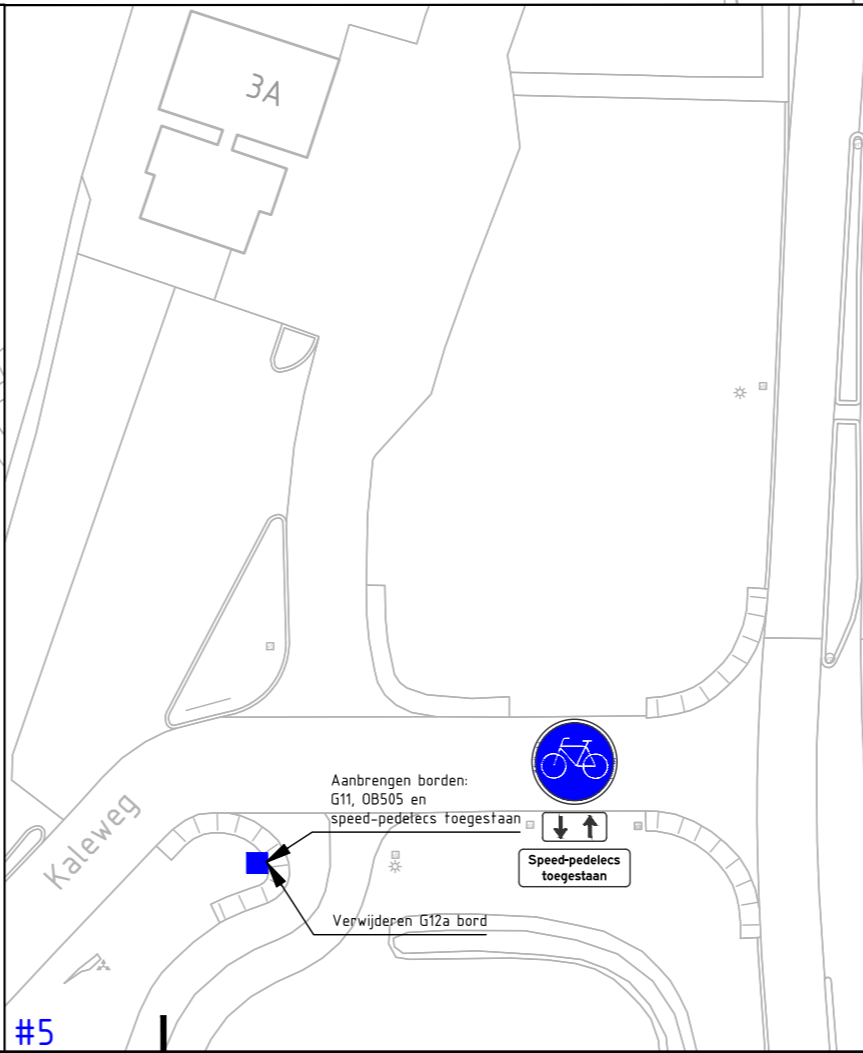 3A
Kaleweg
Aanbrengen borden:
G11, OB505 en
speed-pedelecs toegestaan
Speed-pedelecs
toegestaan
Verwijderen G12a bord
#5